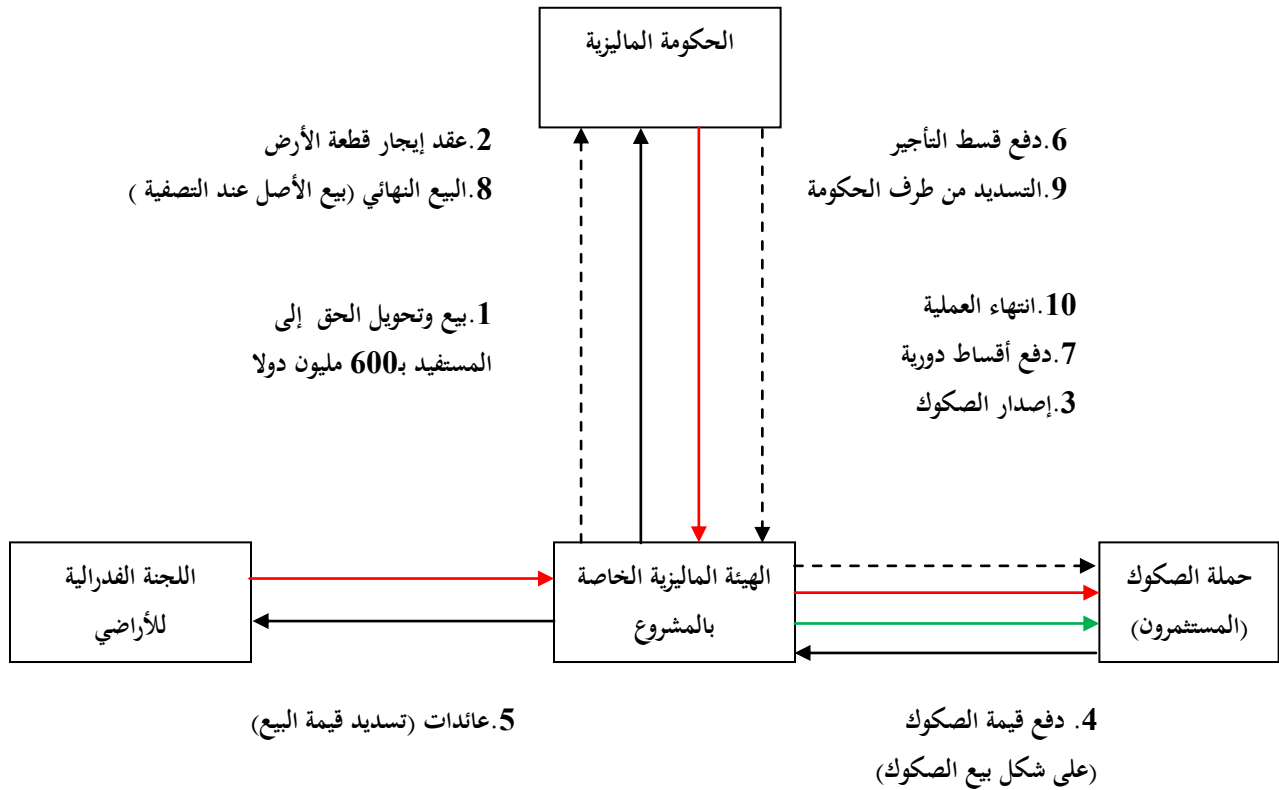 الحكومة الماليزية
6.دفع قسط التأجير
9.التسديد من طرف الحكومة
2.عقد إيجار قطعة الأرض
8.البيع النهائي (بيع الأصل عند التصفية )
10.انتهاء العملية
7.دفع أقساط دورية
3.إصدار الصكوك
1.بيع وتحويل الحق إلى
المستفيد بـ600 مليون دولا
حملة الصكوك
(المستثمرون)
الهيئة الماليزية الخاصة
بالمشروع
اللجنة الفدرالية
للأراضي
4. دفع قيمة الصكوك
(على شكل بيع الصكوك)
5.عائدات (تسديد قيمة البيع)